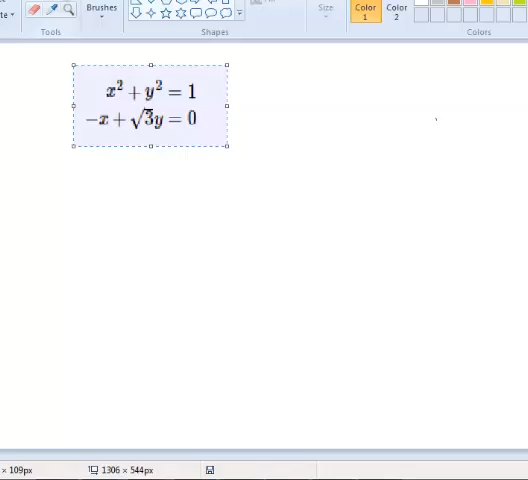 Brushes
Size
Color
1
Color
2
Tools
Shapes
Colors
x² + y² = 1
−x + √3y = 0
× 109px
1306 × 544px